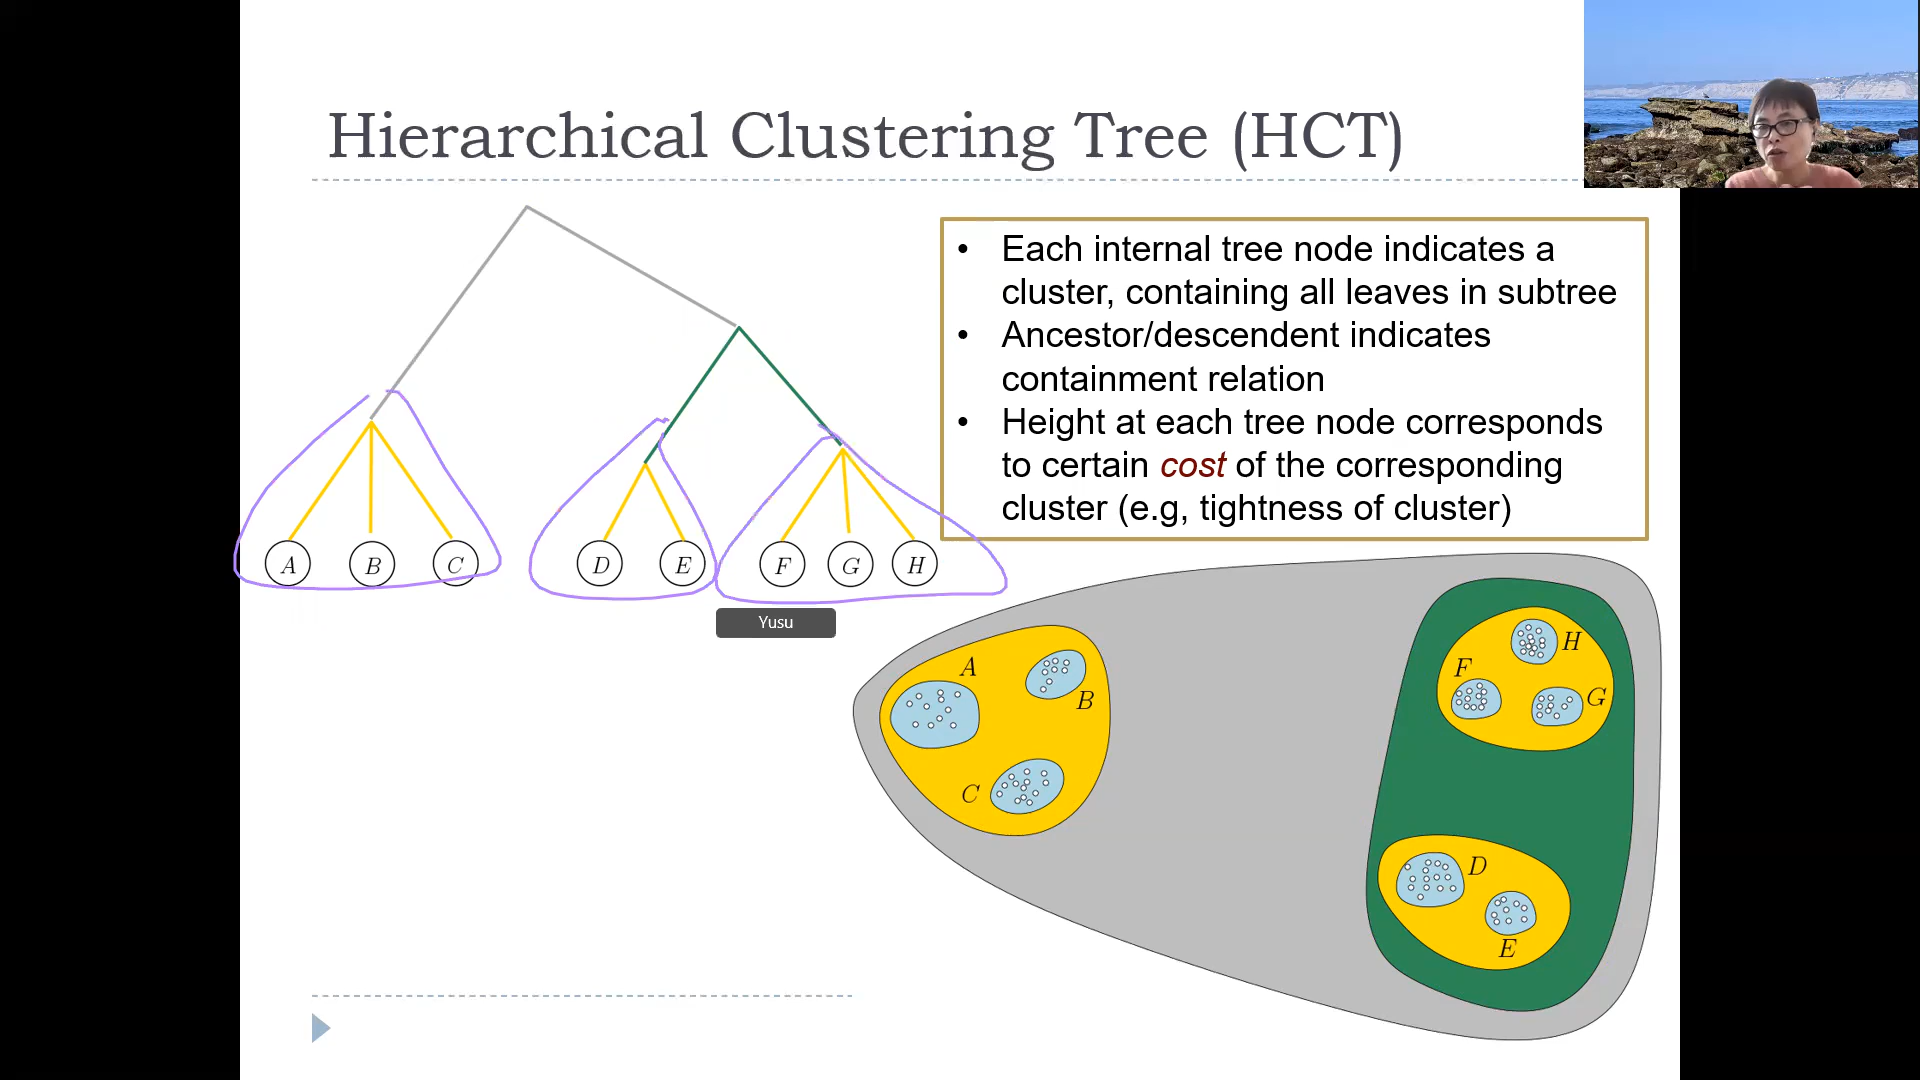 Hierarchical Clustering Tree (HCT)
• Each internal tree node indicates a
cluster, containing all leaves in subtree
• Ancestor/descendent indicates
containment relation
• Height at each tree node corresponds
to certain cost of the corresponding
cluster (e.g, tightness of cluster)
A B C D E F G H
Yusu
A
B
C
H
F
G
D
E